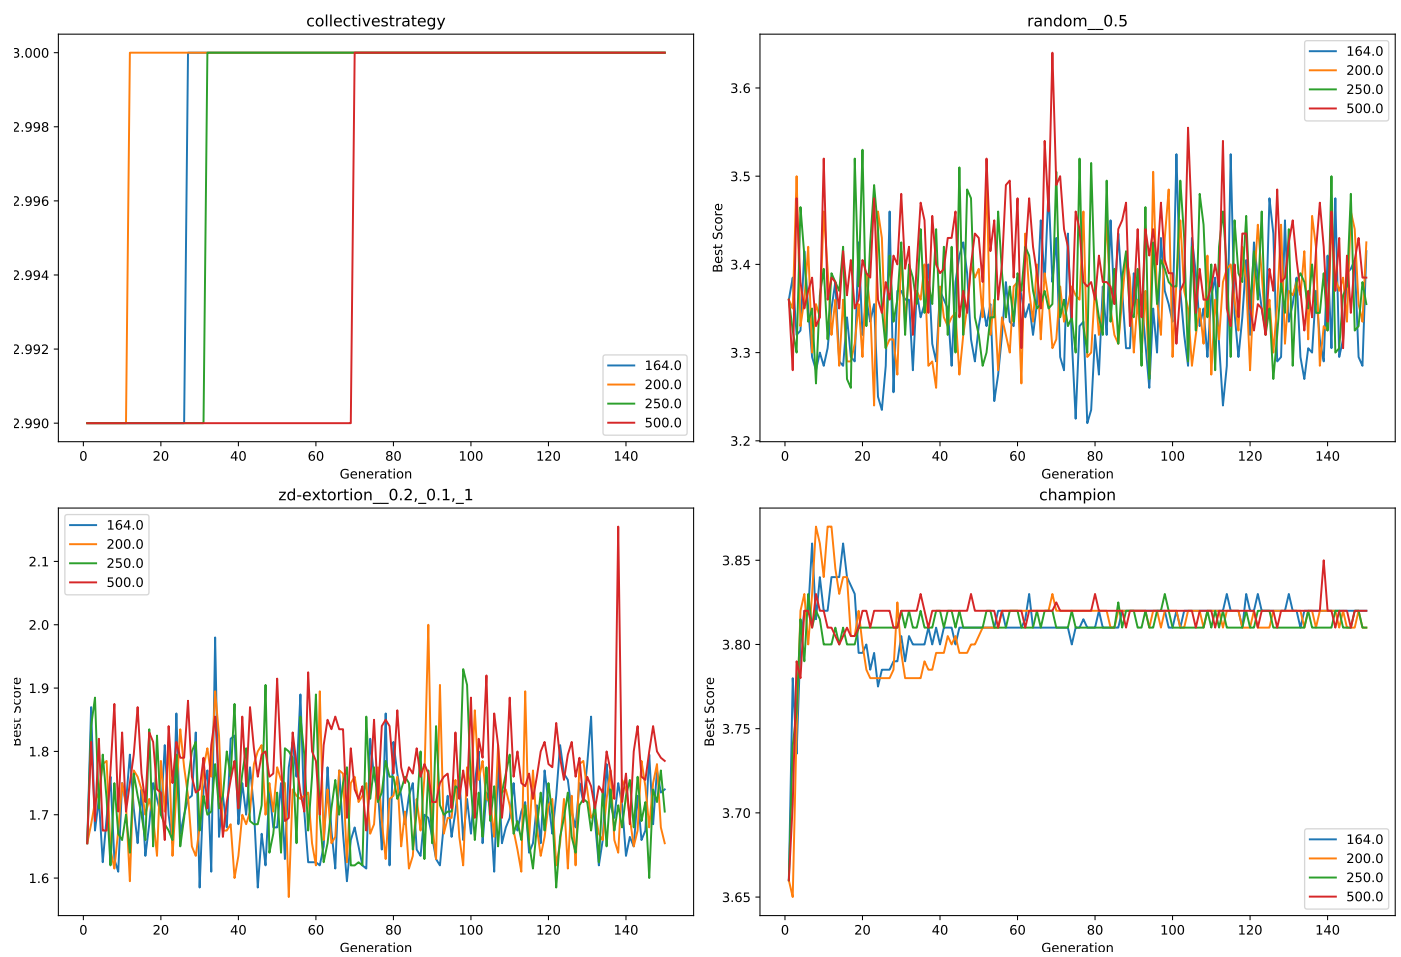 collectivestrategy
3.000
2.998
2.996
2.994
2.992
2.990
0 20 40 60 80 100 120 140
Generation
164.0
200.0
250.0
500.0
random__0.5
Best Score
3.6
3.5
3.4
3.3
3.2
0 20 40 60 80 100 120 140
Generation
164.0
200.0
250.0
500.0
zd-extortion__0.2,_0.1,_1
Best Score
2.1
2.0
1.9
1.8
1.7
1.6
0 20 40 60 80 100 120 140
Generation
164.0
200.0
250.0
500.0
champion
Best Score
3.85
3.80
3.75
3.70
3.65
0 20 40 60 80 100 120 140
Generation
164.0
200.0
250.0
500.0